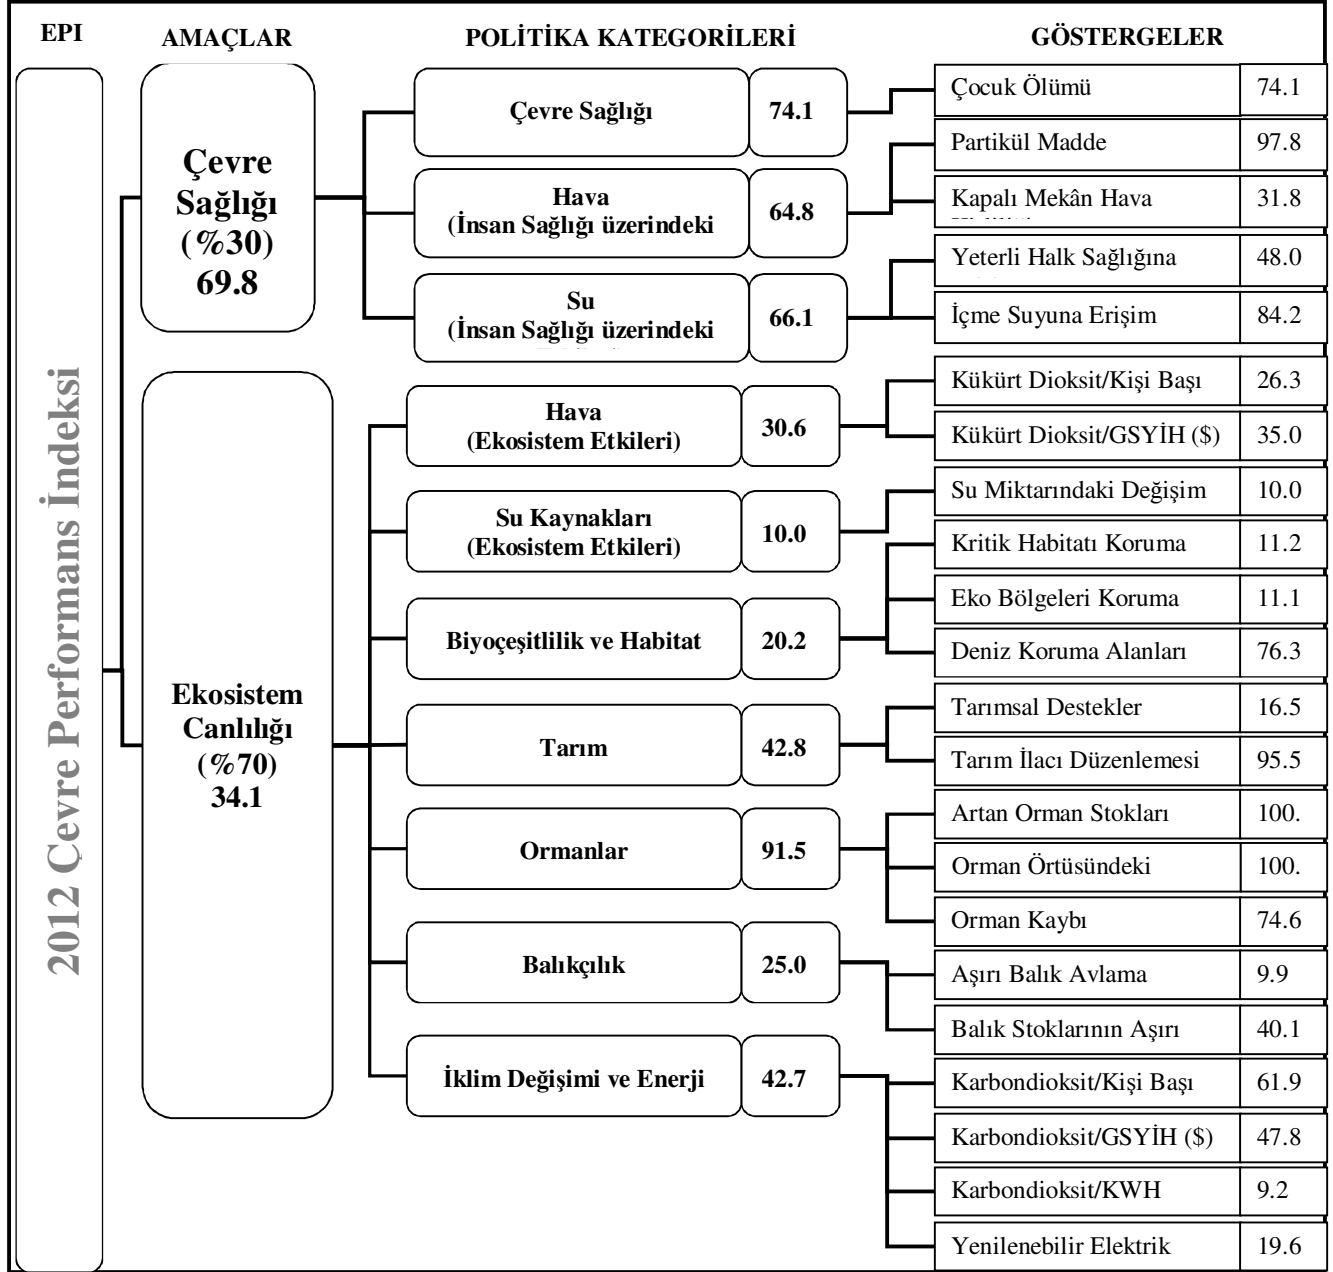 EPI
AMAÇLAR
POLİTİKA KATEGORİLERİ
GÖSTERGELER
2012 Çevre Performans İndeksi
Çevre
Sağlığı
(%30)
69.8
Çevre Sağlığı
74.1
Çocuk Ölümü
74.1
Hava
(İnsan Sağlığı üzerindeki
64.8
Partikül Madde
97.8
Kapalı Mekân Hava
31.8
Su
(İnsan Sağlığı üzerindeki
66.1
Yeterli Halk Sağlığına
48.0
İçme Suyuna Erişim
84.2
Ekosistem
Canlılığı
(%70)
34.1
Hava
(Ekosistem Etkileri)
30.6
Kükürt Dioksit/Kişi Başı
26.3
Kükürt Dioksit/GSYİH ($)
35.0
Su Kaynakları
(Ekosistem Etkileri)
10.0
Su Miktarındaki Değişim
10.0
Biyoçeşitlilik ve Habitat
20.2
Kritik Habitatı Koruma
11.2
Eko Bölgeleri Koruma
11.1
Deniz Koruma Alanları
76.3
Tarım
42.8
Tarımsal Destekler
16.5
Tarım İlacı Düzenlemesi
95.5
Ormanlar
91.5
Artan Orman Stokları
100.
Orman Örtüsündeki
100.
Orman Kaybı
74.6
Balıkçılık
25.0
Aşırı Balık Avlama
9.9
Balık Stoklarının Aşırı
40.1
İklim Değişimi ve Enerji
42.7
Karbondioksit/Kişi Başı
61.9
Karbondioksit/GSYİH ($)
47.8
Karbondioksit/KWH
9.2
Yenilenebilir Elektrik
19.6